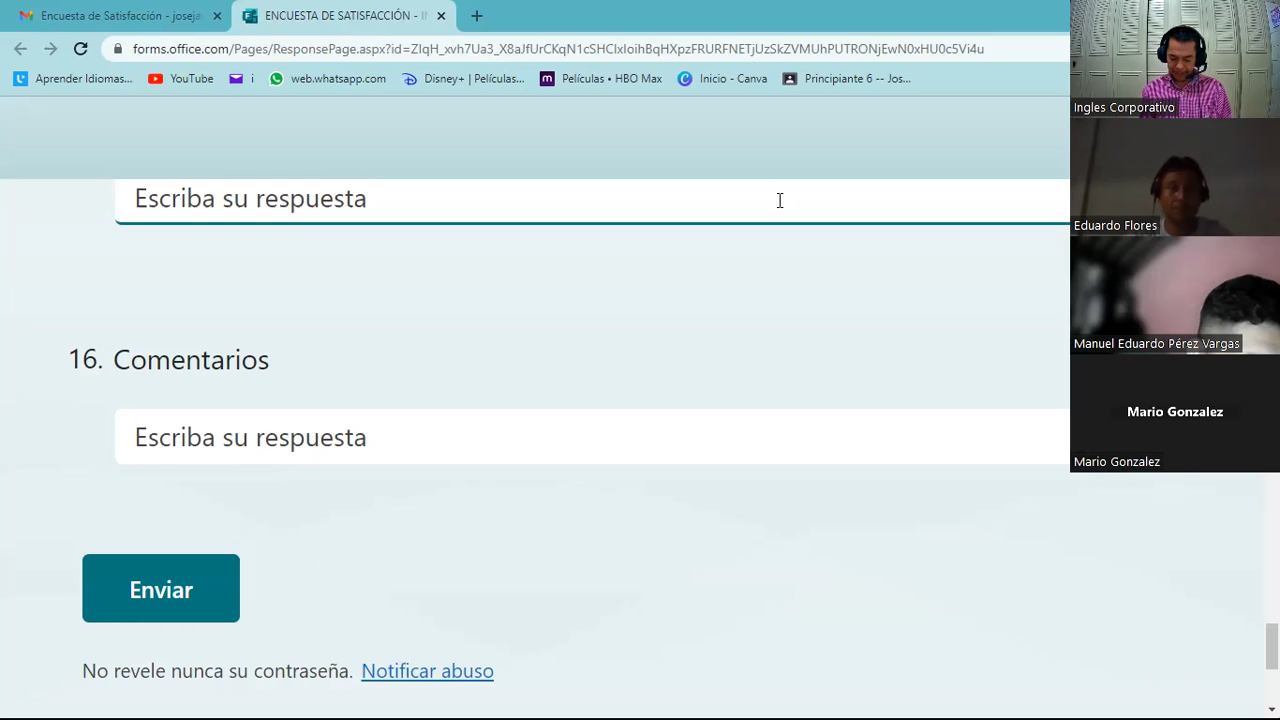 Encuesta de Satisfacción - joseja
ENCUESTA DE SATISFACCIÓN - If
forms.office.com/Pages/ResponsePage.aspx?id=ZIqH_xvh7Ua3_X8aJfUrCKqN1cSHCIxIoihBqHXpzFRURFNETjUzSkZVMUhPUTRONjEwN0xHU0c5Vi4u
Aprender Idiomas...
YouTube
i
web.whatsapp.com
Disney+ | Películas...
Películas • HBO Max
Inicio - Canva
Principiante 6 -- Jos...
Ingles Corporativo
Escriba su respuesta
Eduardo Flores
16. Comentarios
Manuel Eduardo Pérez Vargas
Mario Gonzalez
Escriba su respuesta
Mario Gonzalez
Enviar
No revele nunca su contraseña. Notificar abuso